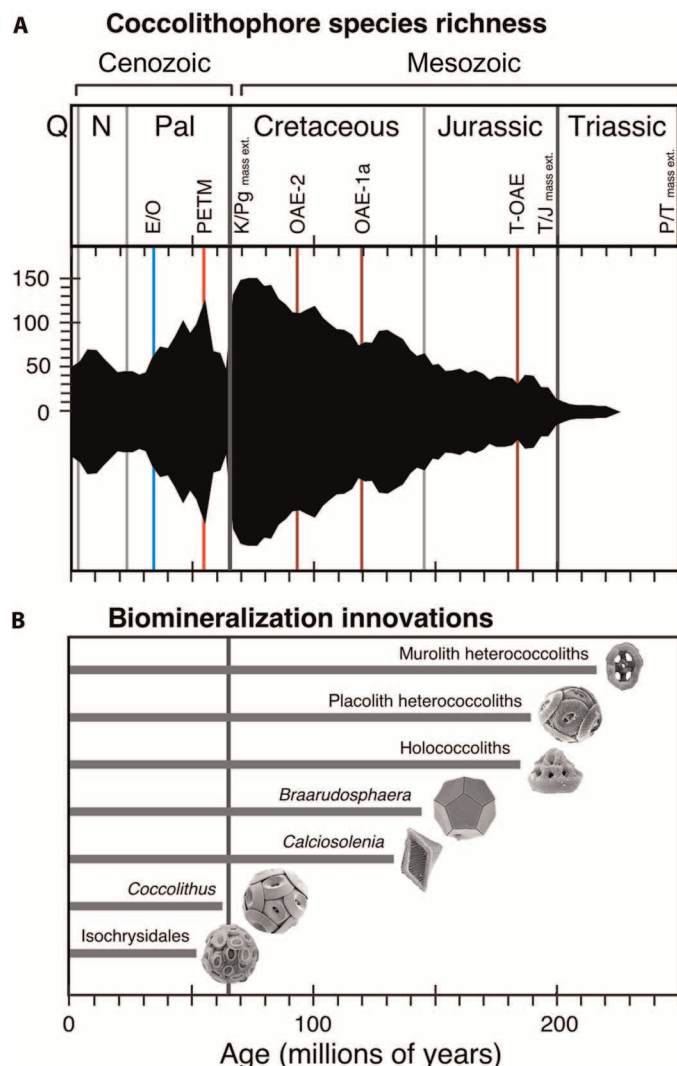 A Coccolithophore species richness
Cenozoic Mesozoic
Q N Pal Cretaceous Jurassic Triassic
E/O PETM K/Pg mass ext. OAE-2 OAE-1a T-OAE T/J mass ext. P/T mass ext.
150
100
50
0
B Biomineralization innovations
Murolith heterococcoliths
Placolith heterococcoliths
Holococcoliths
Braarudosphaera
Calciosolenia
Coccolithus
Isochrysidales
0 100 200
Age (millions of years)